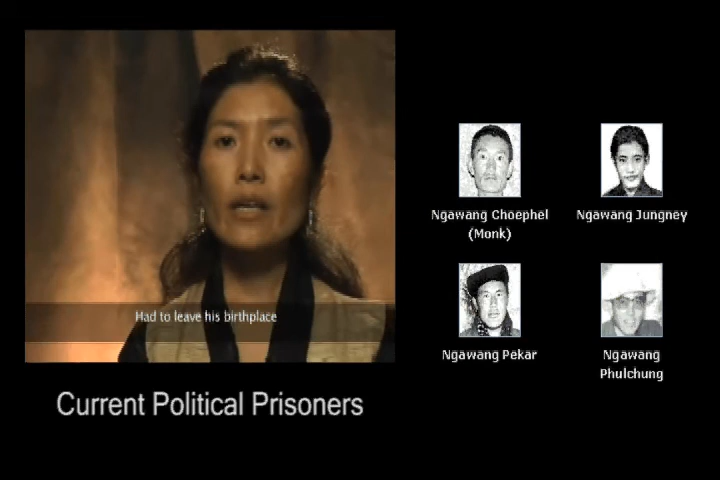 Had to leave his birthplace
Current Political Prisoners
Ngawang Choephel
(Monk)
Ngawang Jungney
Ngawang Pekar
Ngawang
Phulchung